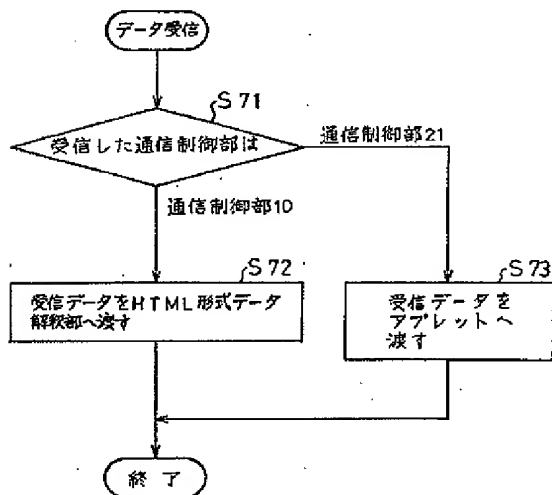 データ受信
S71
受信した通信制御部は
通信制御部21
通信制御部10
S72
S73
受信データをHTML形式データ
解釈部へ渡す
受信データを
アプレットへ
渡す
終了